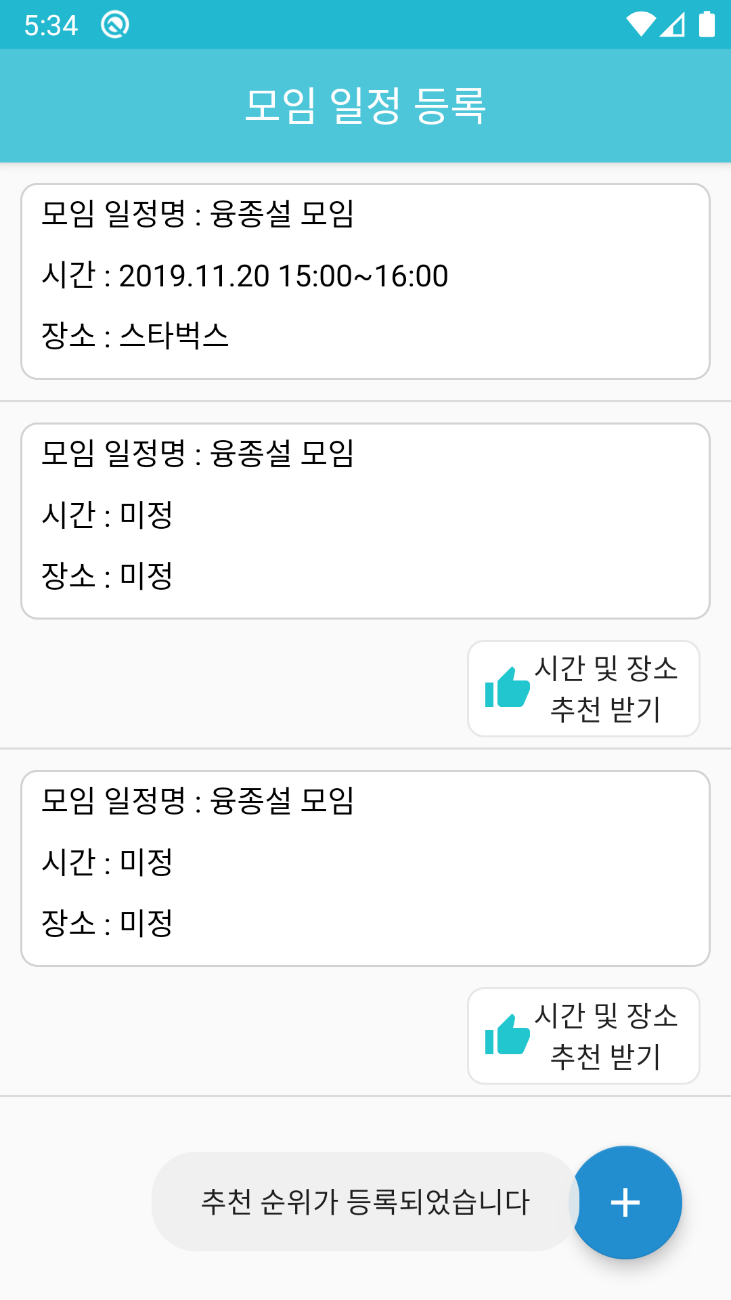 5:34
모임 일정 등록
모임 일정명 : 융종설 모임
시간 : 2019.11.20 15:00~16:00
장소 : 스타벅스
모임 일정명 : 융종설 모임
시간 : 미정
장소 : 미정
시간 및 장소
추천 받기
모임 일정명 : 융종설 모임
시간 : 미정
장소 : 미정
시간 및 장소
추천 받기
추천 순위가 등록되었습니다
+